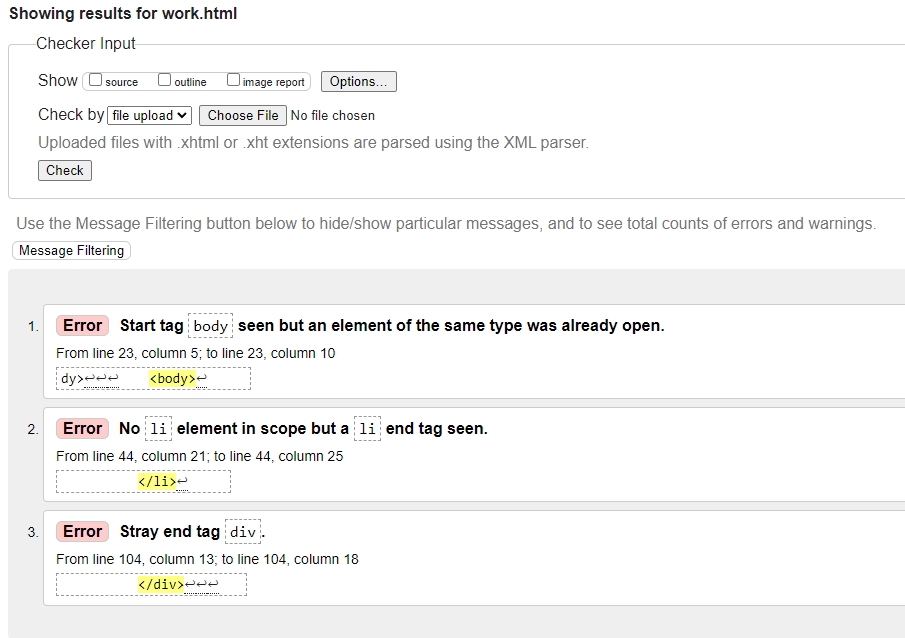 Showing results for work.html
Checker Input
Show source outline image report Options...
Check by file upload Choose File No file chosen
Uploaded files with .xhtml or .xht extensions are parsed using the XML parser.
Check
Use the Message Filtering button below to hide/show particular messages, and to see total counts of errors and warnings.
Message Filtering
1. Error Start tag body seen but an element of the same type was already open.
From line 23, column 5; to line 23, column 10
dy>↩↩↩ <body>↩
2. Error No li element in scope but a li end tag seen.
From line 44, column 21; to line 44, column 25
</li>↩
3. Error Stray end tag div.
From line 104, column 13; to line 104, column 18
</div>↩↩↩